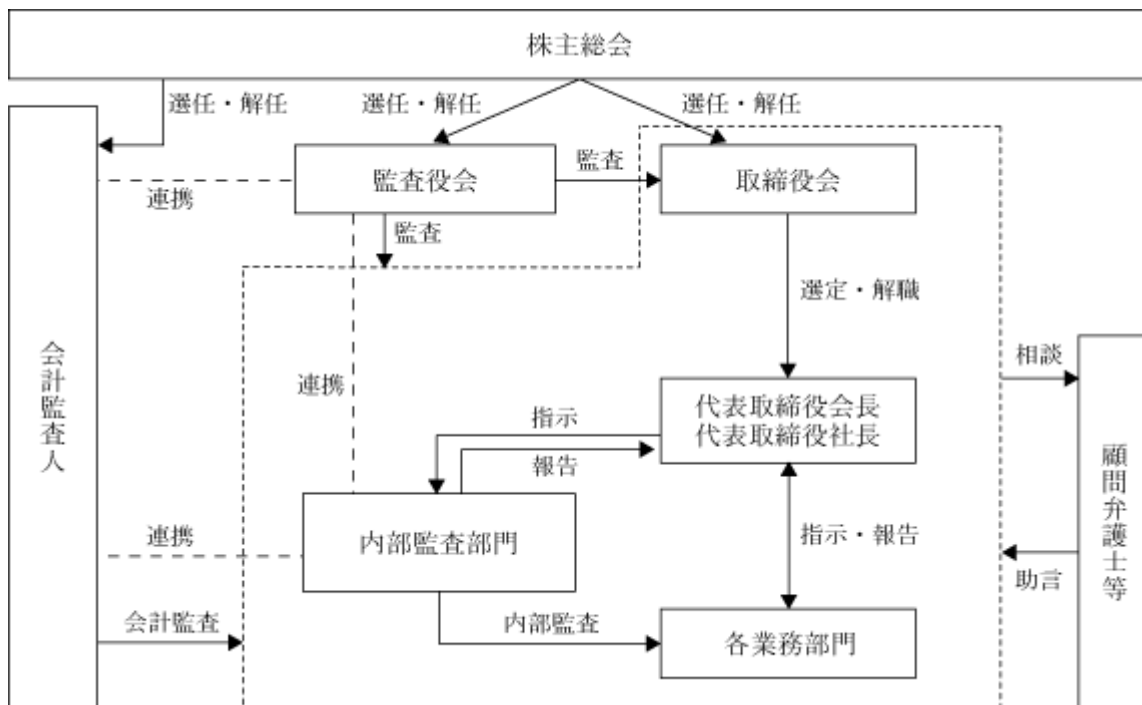 株主総会
選任・解任
選任・解任
選任・解任
監査役会
監査
取締役会
連携
監査
選定・解職
会計監査人
連携
相談
代表取締役会長
代表取締役社長
指示
報告
顧問弁護士等
連携
内部監査部門
指示・報告
助言
会計監査
内部監査
各業務部門